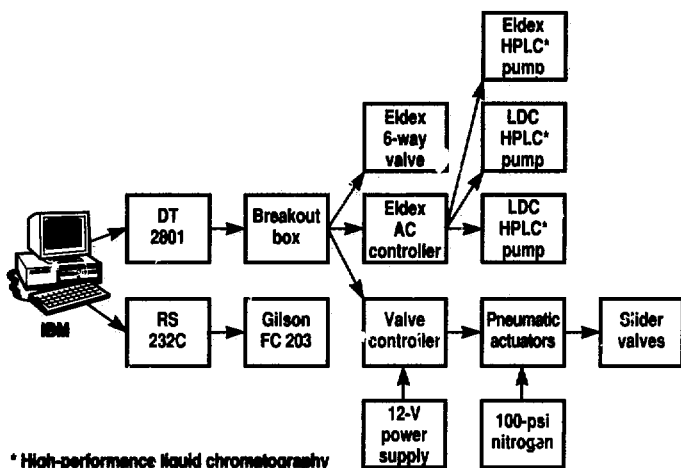 Eldex
HPLC*
pump
Eldex
6-way
valve
LDC
HPLC*
pump
DT
2801
Breakout
box
Eldex
AC
controller
LDC
HPLC*
pump
IBM
RS
232C
Gilson
FC 203
Valve
controller
Pneumatic
actuators
Slider
valves
12-V
power
supply
100-psi
nitrogen
* High-performance liquid chromatography